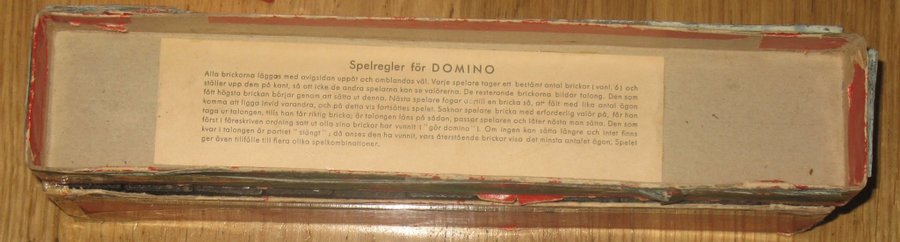 Spelregler för DOMINO
Alla brickorna läggas med avigsidan uppåt och omblandas väl. Varje spelare tager ett bestämt antal brickor (vanl. 6) och
ställer upp dem på kant, så att icke de andra spelarna kan se valörerna. De resterande brickorna bildar talong. Den som
fått högsta brickan börjar genom att sätta ut denna. Nästa spelare fogar därtill en bricka så, att fält med lika antal ögon
komma att ligga invid varandra, och på detta vis fortsättes spelet. Saknar spelare bricka med erforderlig valör på, får han
taga ur talongen, tills han får riktig bricka; är talongen läns på sådan, passar spelaren och låter nästa man sätta. Den som
först i föreskriven ordning satt ut alla sina brickor har vunnit ("gör domino"). Om ingen kan sätta längre och intet finns
kvar i talongen är partiet "stängt", då anses den ha vunnit, vars återstående brickor visa det minsta antalet ögon. Spelet
ger även tillfälle till flera olika spelkombinationer.